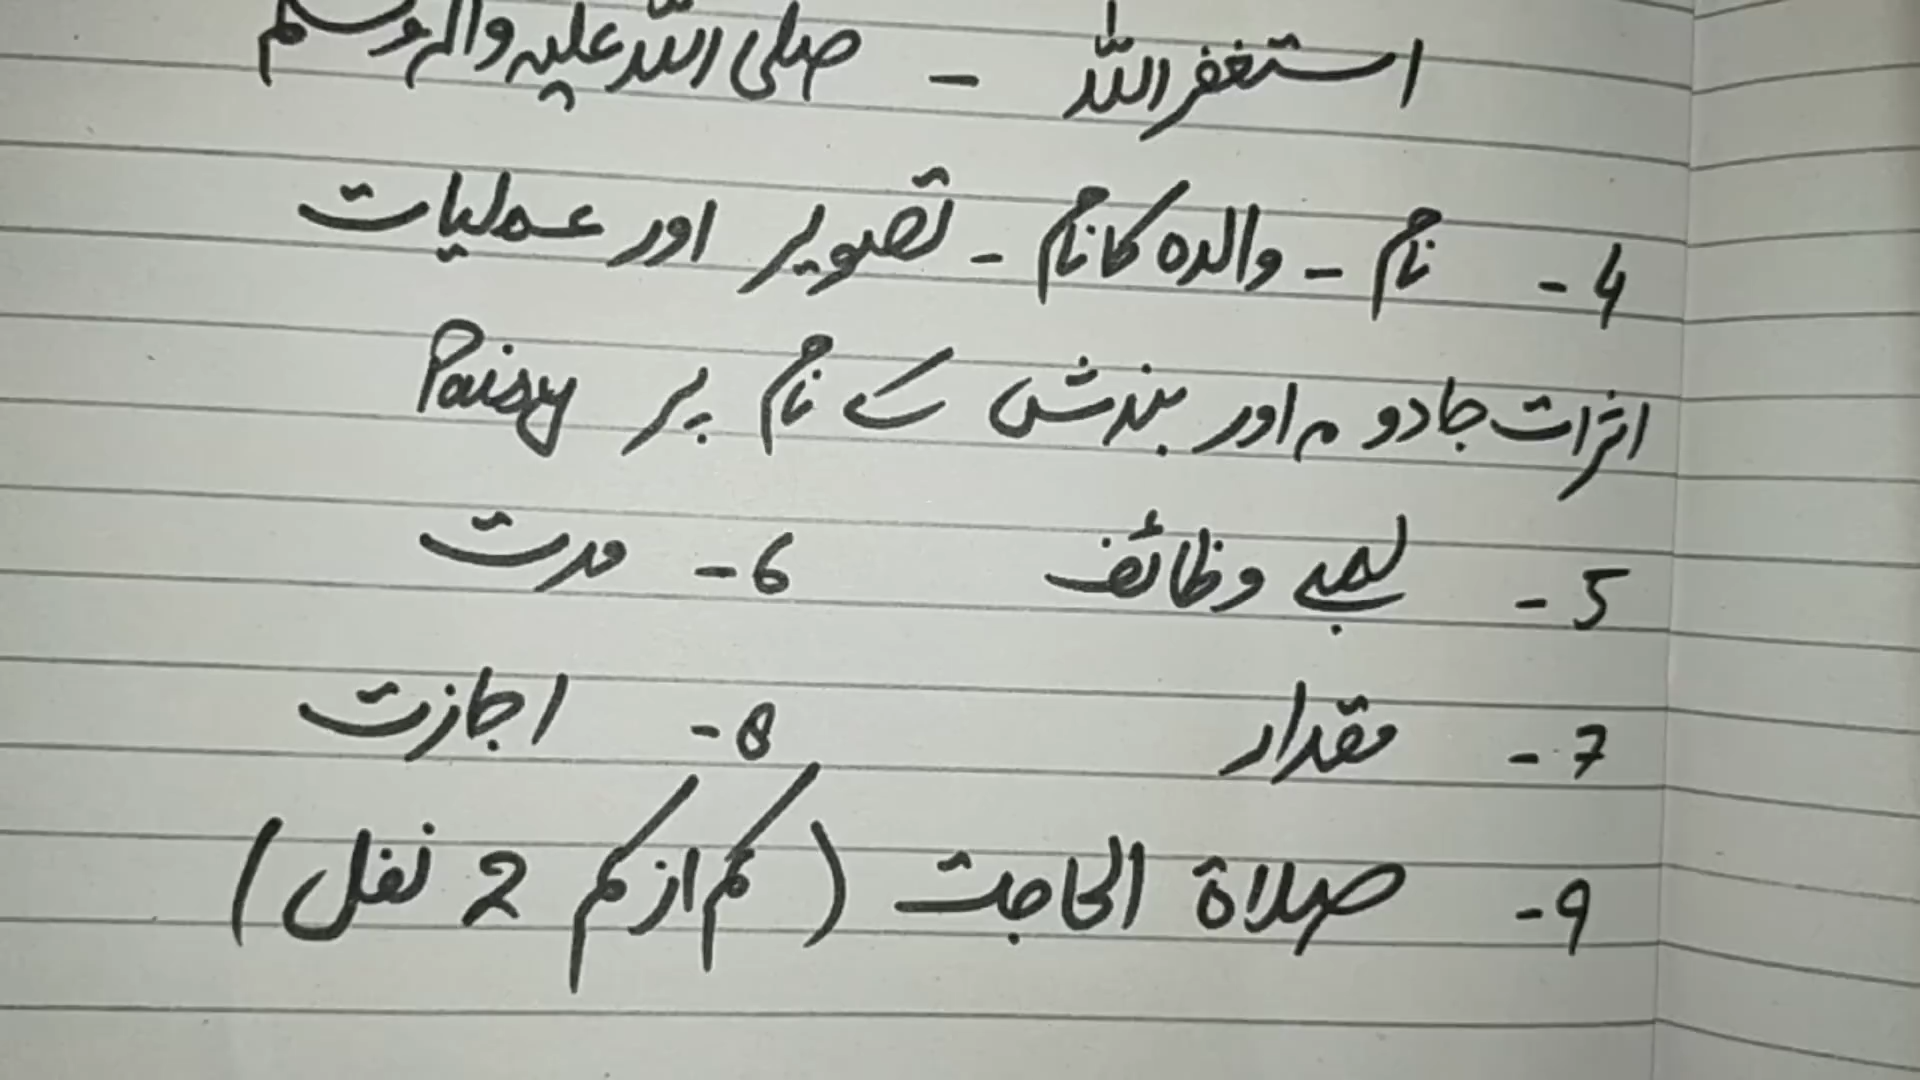 استغفراللہ - صلی اللہ علیہ والہ وسلم
4- نام - والدہ کا نام - تصویر اور عملیات
اثرات جادو، اور بندش کے نام پر Paisy
5- لمبے وظائف 6- مدت
7- مقدار 8- اجازت
9- صلاۃ الحاجت (کم از کم 2 نفل)